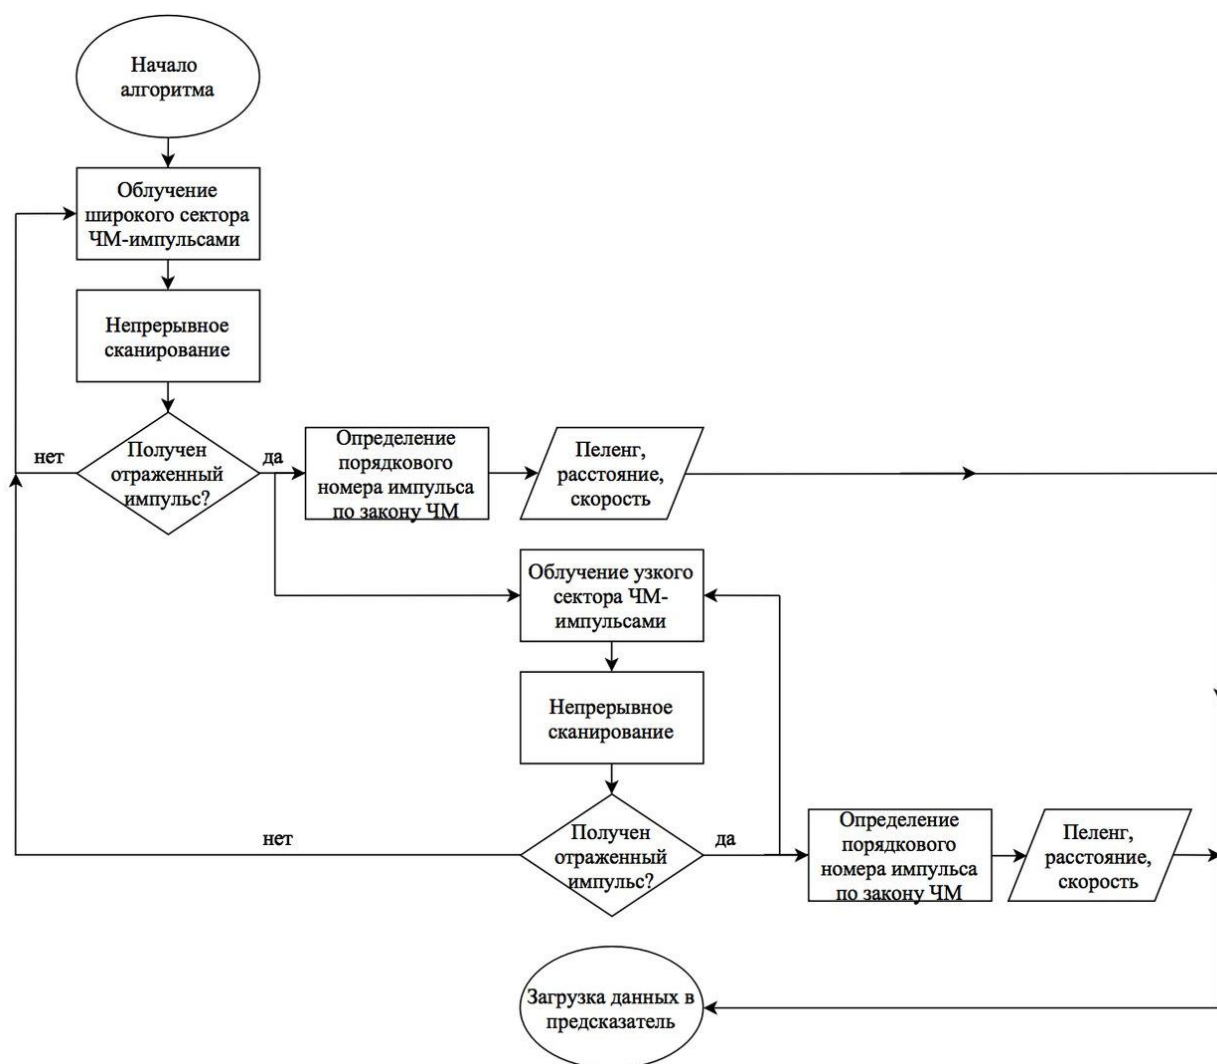 Начало
алгоритма
Облучение
широкого сектора
ЧМ-импульсами
Непрерывное
сканирование
нет
Получен
отраженный
импульс?
да
Определение
порядкового
номера импульса
по закону ЧМ
Пеленг,
расстояние,
скорость
Облучение узкого
сектора ЧМ-
импульсами
Непрерывное
сканирование
нет
Получен
отраженный
импульс?
да
Определение
порядкового
номера импульса
по закону ЧМ
Пеленг,
расстояние,
скорость
Загрузка данных в
предсказатель